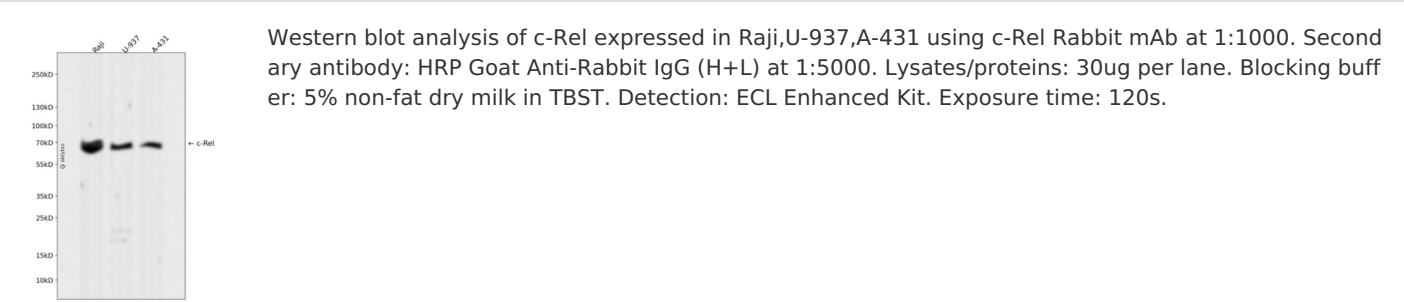 Raji U-937 A-431
250kD
130kD
100kD
70kD
← c-Rel
55kD
35kD
25kD
15kD
10kD
Western blot analysis of c-Rel expressed in Raji,U-937,A-431 using c-Rel Rabbit mAb at 1:1000. Second
ary antibody: HRP Goat Anti-Rabbit IgG (H+L) at 1:5000. Lysates/proteins: 30ug per lane. Blocking buff
er: 5% non-fat dry milk in TBST. Detection: ECL Enhanced Kit. Exposure time: 120s.